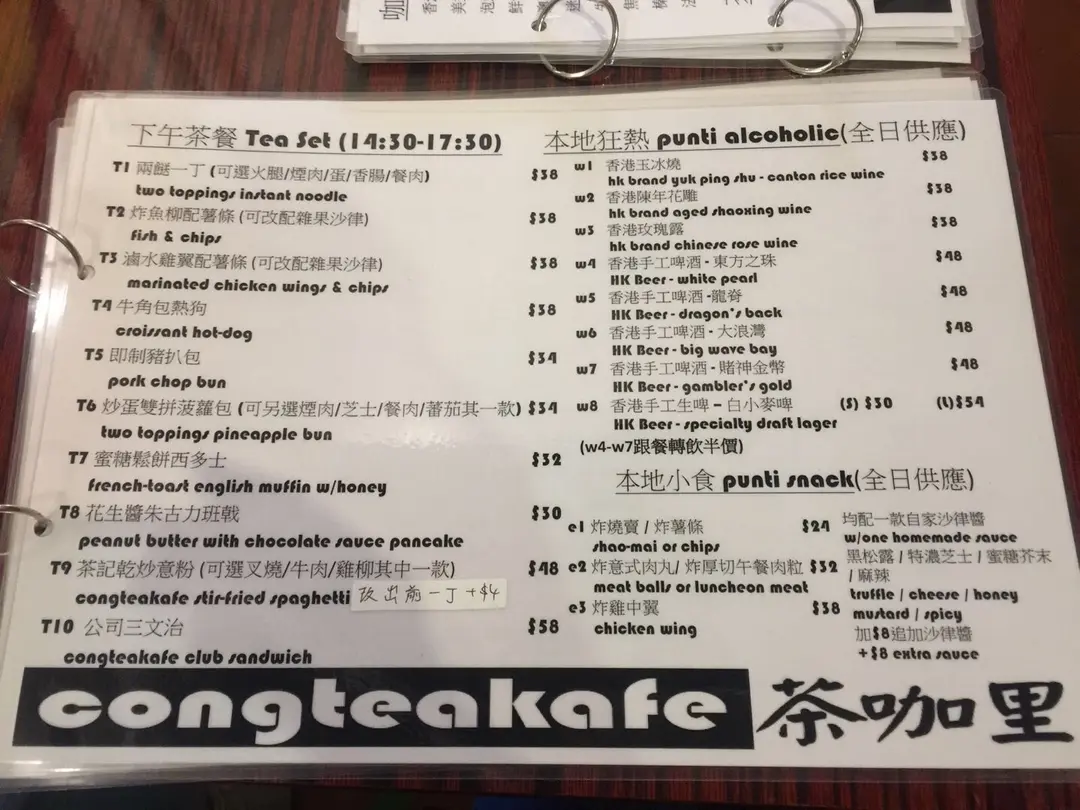 下午茶餐 Tea Set (14:30-17:30)
T1 兩餸一丁 (可選火腿/煙肉/蛋/香腸/餐肉) $38
two toppings instant noodle
T2 炸魚柳配薯條 (可改配雜果沙律) $38
fish & chips
T3 滷水雞翼配薯條 (可改配雜果沙律) $38
marinated chicken wings & chips
T4 牛角包熱狗 $38
croissant hot-dog
T5 即制豬扒包 $34
pork chop bun
T6 炒蛋雙拼菠蘿包 (可另選煙肉/芝士/餐肉/蕃茄其一款) $34
two toppings pineapple bun
T7 蜜糖鬆餅西多士 $32
french-toast english muffin w/honey
T8 花生醬朱古力班戟 $30
peanut butter with chocolate sauce pancake
T9 茶記乾炒意粉 (可選叉燒/牛肉/雞柳其中一款) $48
congteakafe stir-fried spaghetti 改出前一丁 +$4
T10 公司三文治 $58
congteakafe club sandwich
本地狂熱 punti alcoholic(全日供應)
w1 香港玉冰燒 $38
hk brand yuk ping shu - canton rice wine
w2 香港陳年花雕 $38
hk brand aged shaoxing wine
w3 香港玫瑰露 $38
hk brand chinese rose wine
w4 香港手工啤酒 - 東方之珠 $48
HK Beer - white pearl
w5 香港手工啤酒 -龍脊 $48
HK Beer - dragon's back
w6 香港手工啤酒 - 大浪灣 $48
HK Beer - big wave bay
w7 香港手工啤酒 - 賭神金幣 $48
HK Beer - gambler's gold
w8 香港手工生啤 – 白小麥啤 (S) $30 (L)$54
HK Beer - specialty draft lager
(w4-w7跟餐轉飲半價)
本地小食 punti snack(全日供應)
e1 炸燒賣 / 炸薯條 $24
shao-mai or chips
e2 炸意式肉丸/ 炸厚切午餐肉粒 $32
meat balls or luncheon meat
e3 炸雞中翼 $38
chicken wing
均配一款自家沙律醬
w/one homemade sauce
黑松露 / 特濃芝士 / 蜜糖芥末
/ 麻辣
truffle / cheese / honey
mustard / spicy
加$8追加沙律醬
+$8 extra sauce
congteakafe 茶咖里